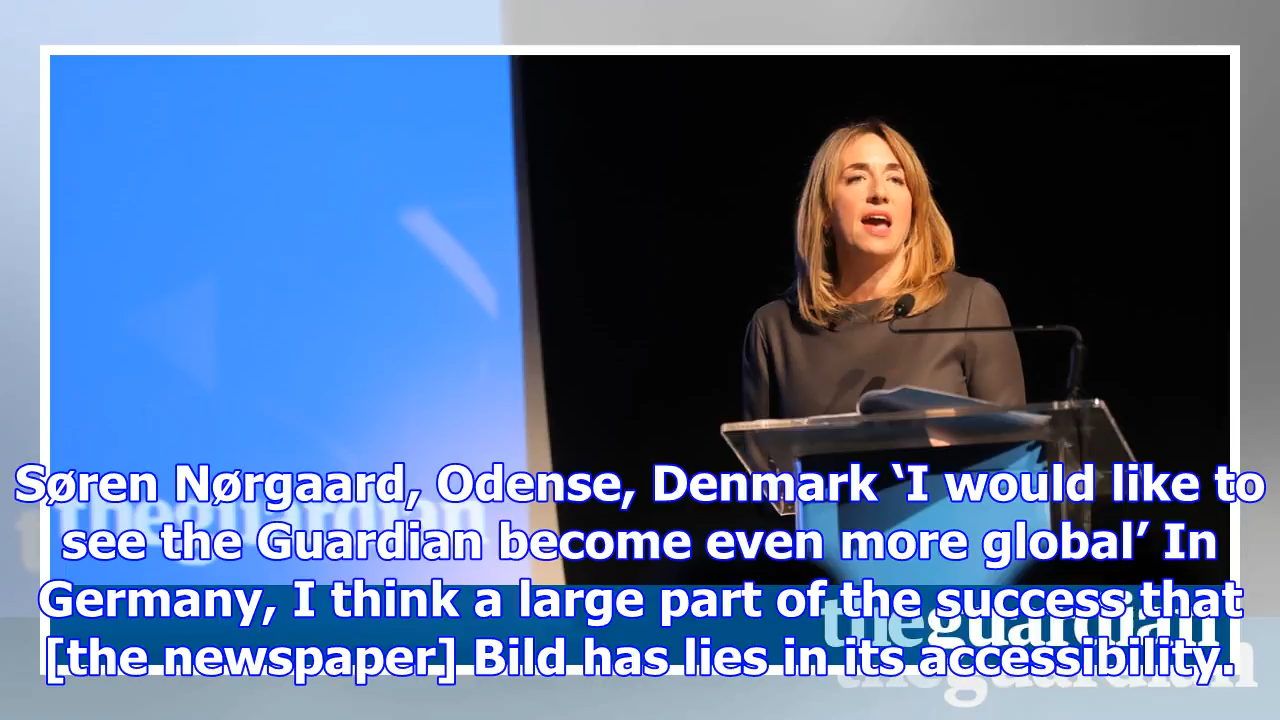 Søren Nørgaard, Odense, Denmark ‘I would like to
see the Guardian become even more global’ In
Germany, I think a large part of the success that
[the newspaper] Bild has lies in its accessibility.
theguardian
theguardian
theguardian